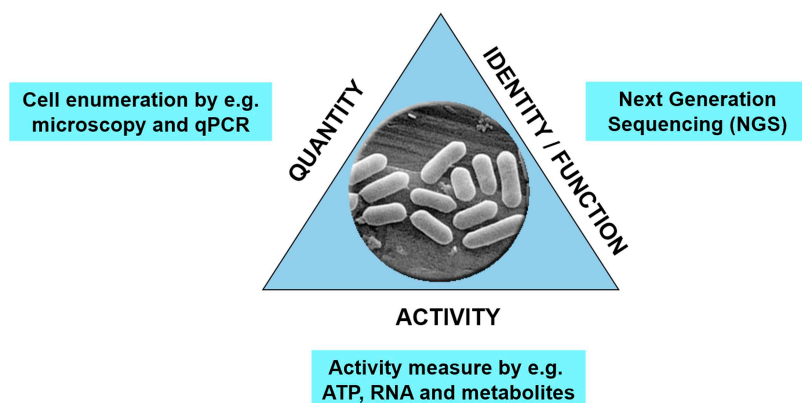 Cell enumeration by e.g.
microscopy and qPCR
QUANTITY
IDENTITY / FUNCTION
Next Generation
Sequencing (NGS)
ACTIVITY
Activity measure by e.g.
ATP, RNA and metabolites